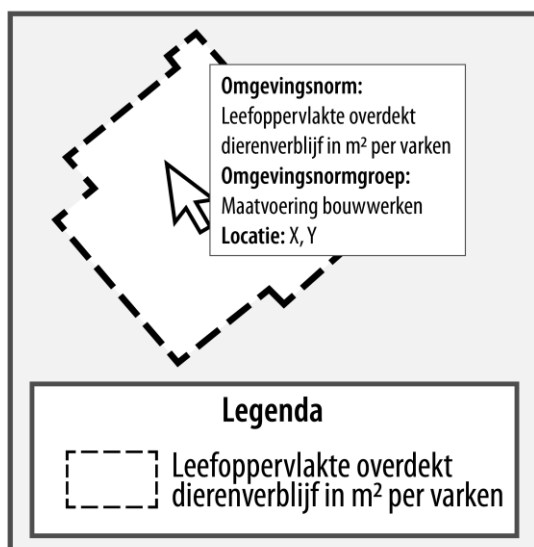 Omgevingsnorm:
Leefoppervlakte overdekt
dierenverblijf in m² per varken
Omgevingsnormgroep:
Maatvoering bouwwerken
Locatie: X, Y
Legenda
Leefoppervlakte overdekt
dierenverblijf in m² per varken